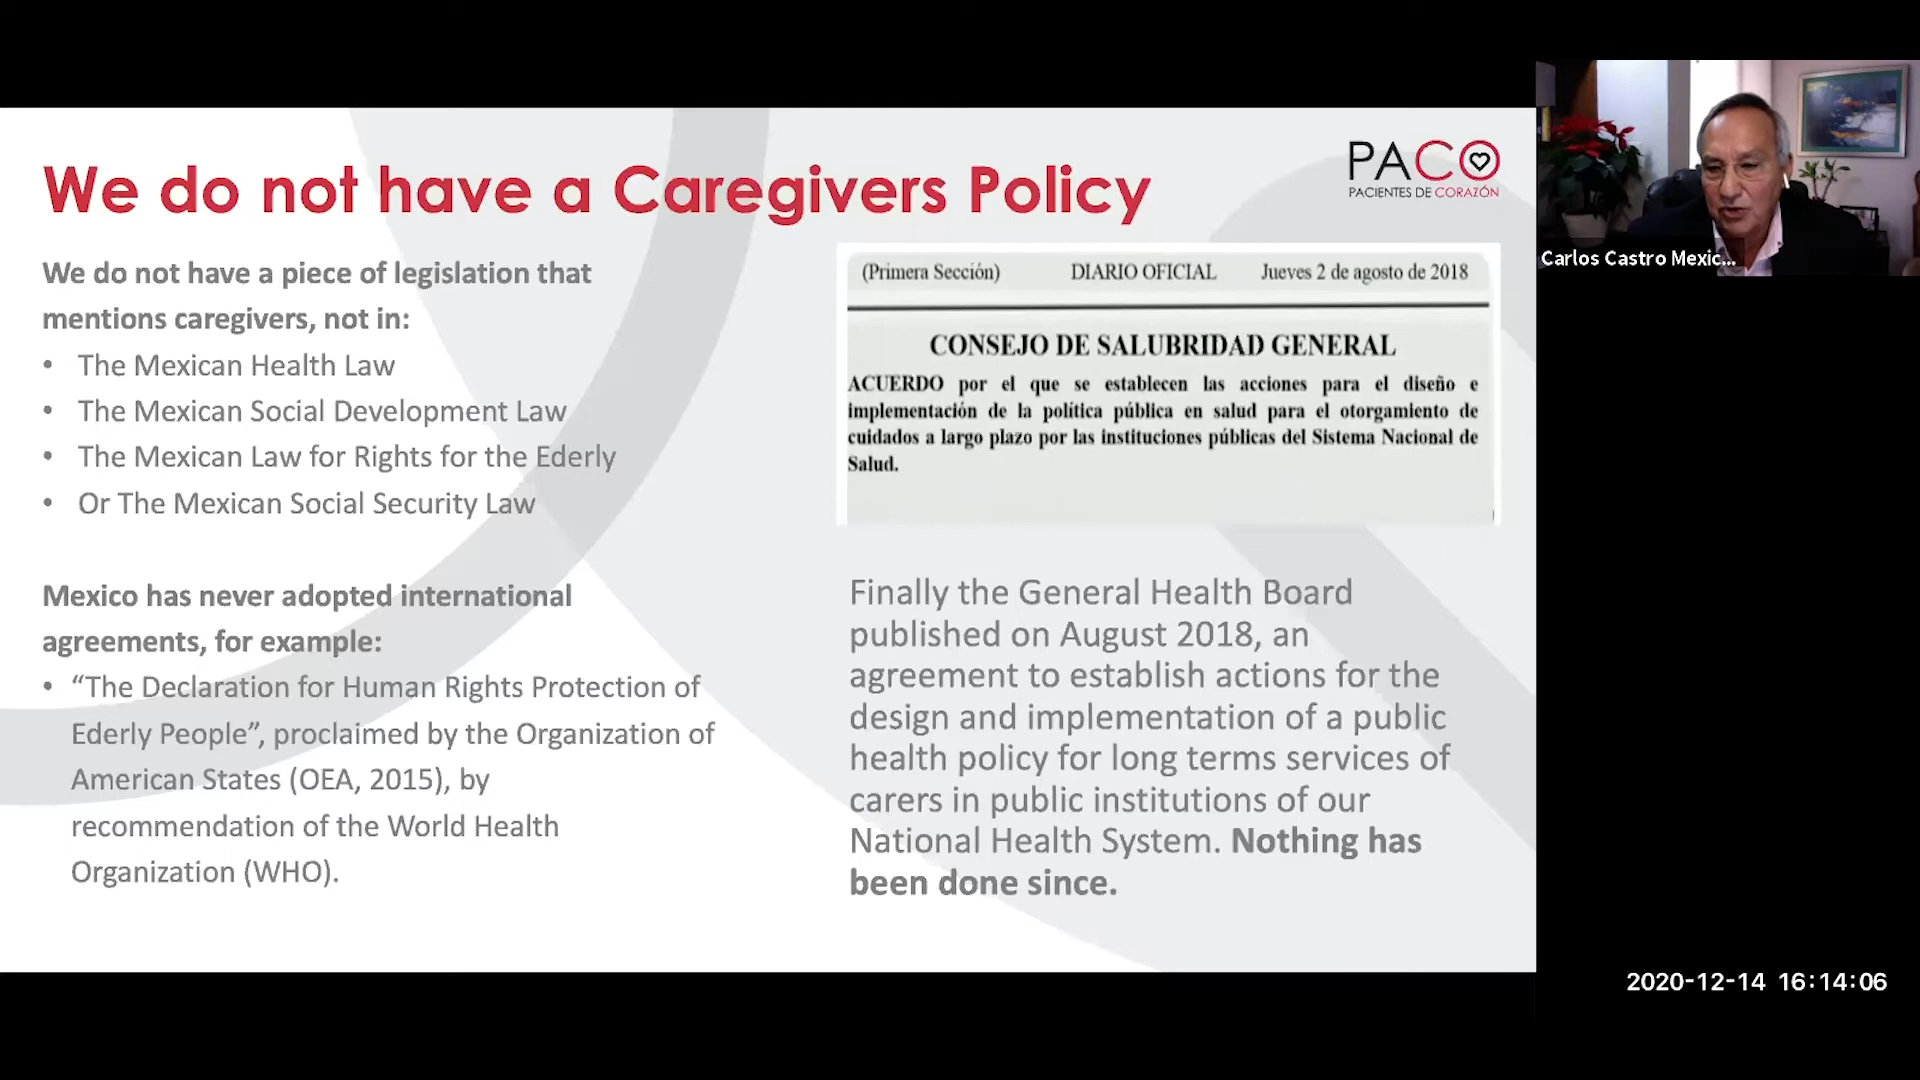 We do not have a Caregivers Policy
PACO
PACIENTES DE CORAZÓN
We do not have a piece of legislation that
mentions caregivers, not in:
• The Mexican Health Law
• The Mexican Social Development Law
• The Mexican Law for Rights for the Ederly
• Or The Mexican Social Security Law
Mexico has never adopted international
agreements, for example:
• “The Declaration for Human Rights Protection of
Ederly People”, proclaimed by the Organization of
American States (OEA, 2015), by
recommendation of the World Health
Organization (WHO).
(Primera Sección) DIARIO OFICIAL Jueves 2 de agosto de 2018
CONSEJO DE SALUBRIDAD GENERAL
ACUERDO por el que se establecen las acciones para el diseño e
implementación de la política pública en salud para el otorgamiento de
cuidados a largo plazo por las instituciones públicas del Sistema Nacional de
Salud.
Finally the General Health Board
published on August 2018, an
agreement to establish actions for the
design and implementation of a public
health policy for long terms services of
carers in public institutions of our
National Health System. Nothing has
been done since.
Carlos Castro Mexic...
2020-12-14 16:14:06